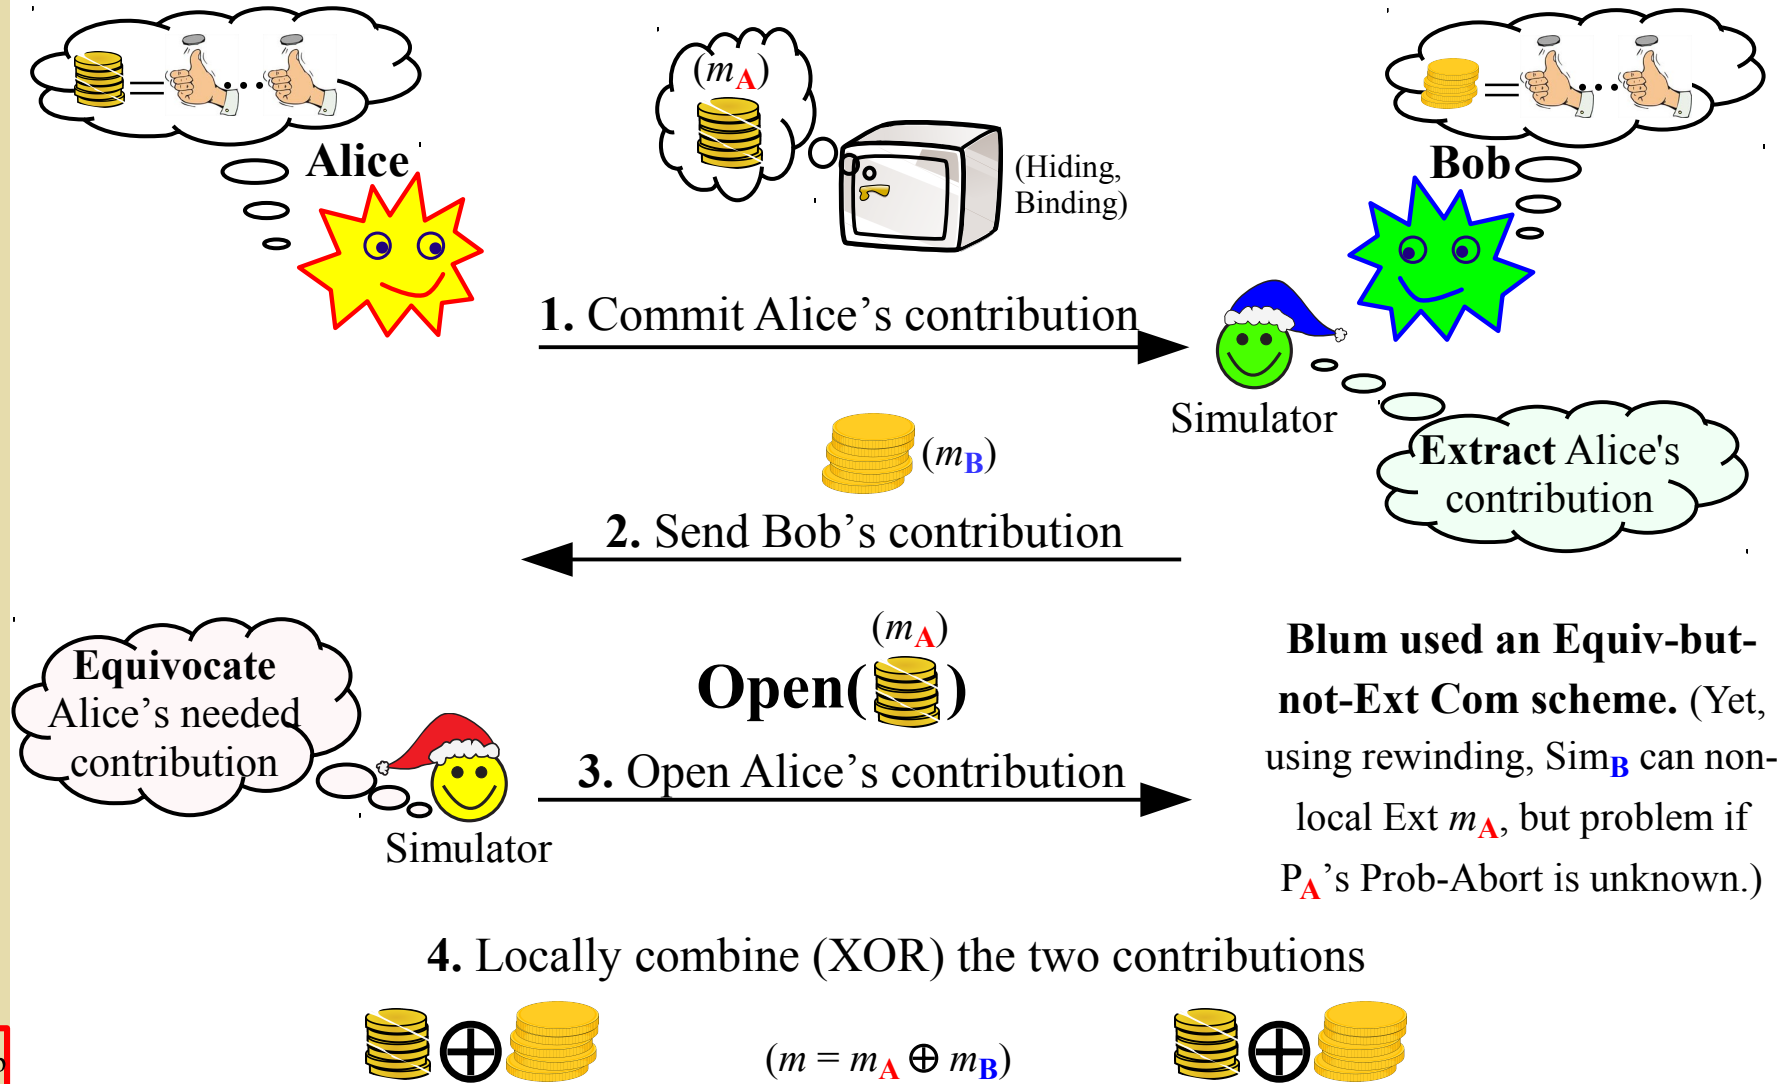 Alice
(mA)
(Hiding,
Binding)
Bob
1. Commit Alice’s contribution
Simulator
Extract Alice's
contribution
(mB)
2. Send Bob’s contribution
Equivocate
Alice’s needed
contribution
Simulator
(mA)
Open( )
3. Open Alice’s contribution
Blum used an Equiv-but-
not-Ext Com scheme. (Yet,
using rewinding, SimB can non-
local Ext mA, but problem if
PA’s Prob-Abort is unknown.)
4. Locally combine (XOR) the two contributions
(m = mA ⊕ mB)